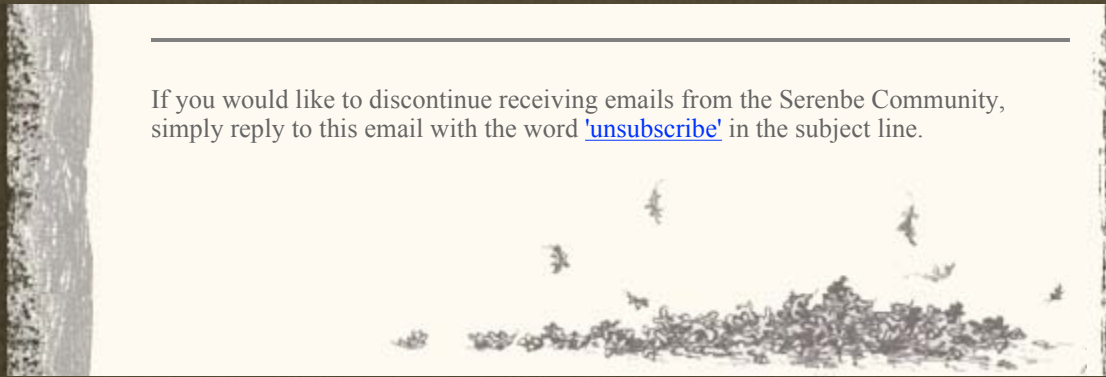 If you would like to discontinue receiving emails from the Serenbe Community,
simply reply to this email with the word 'unsubscribe' in the subject line.